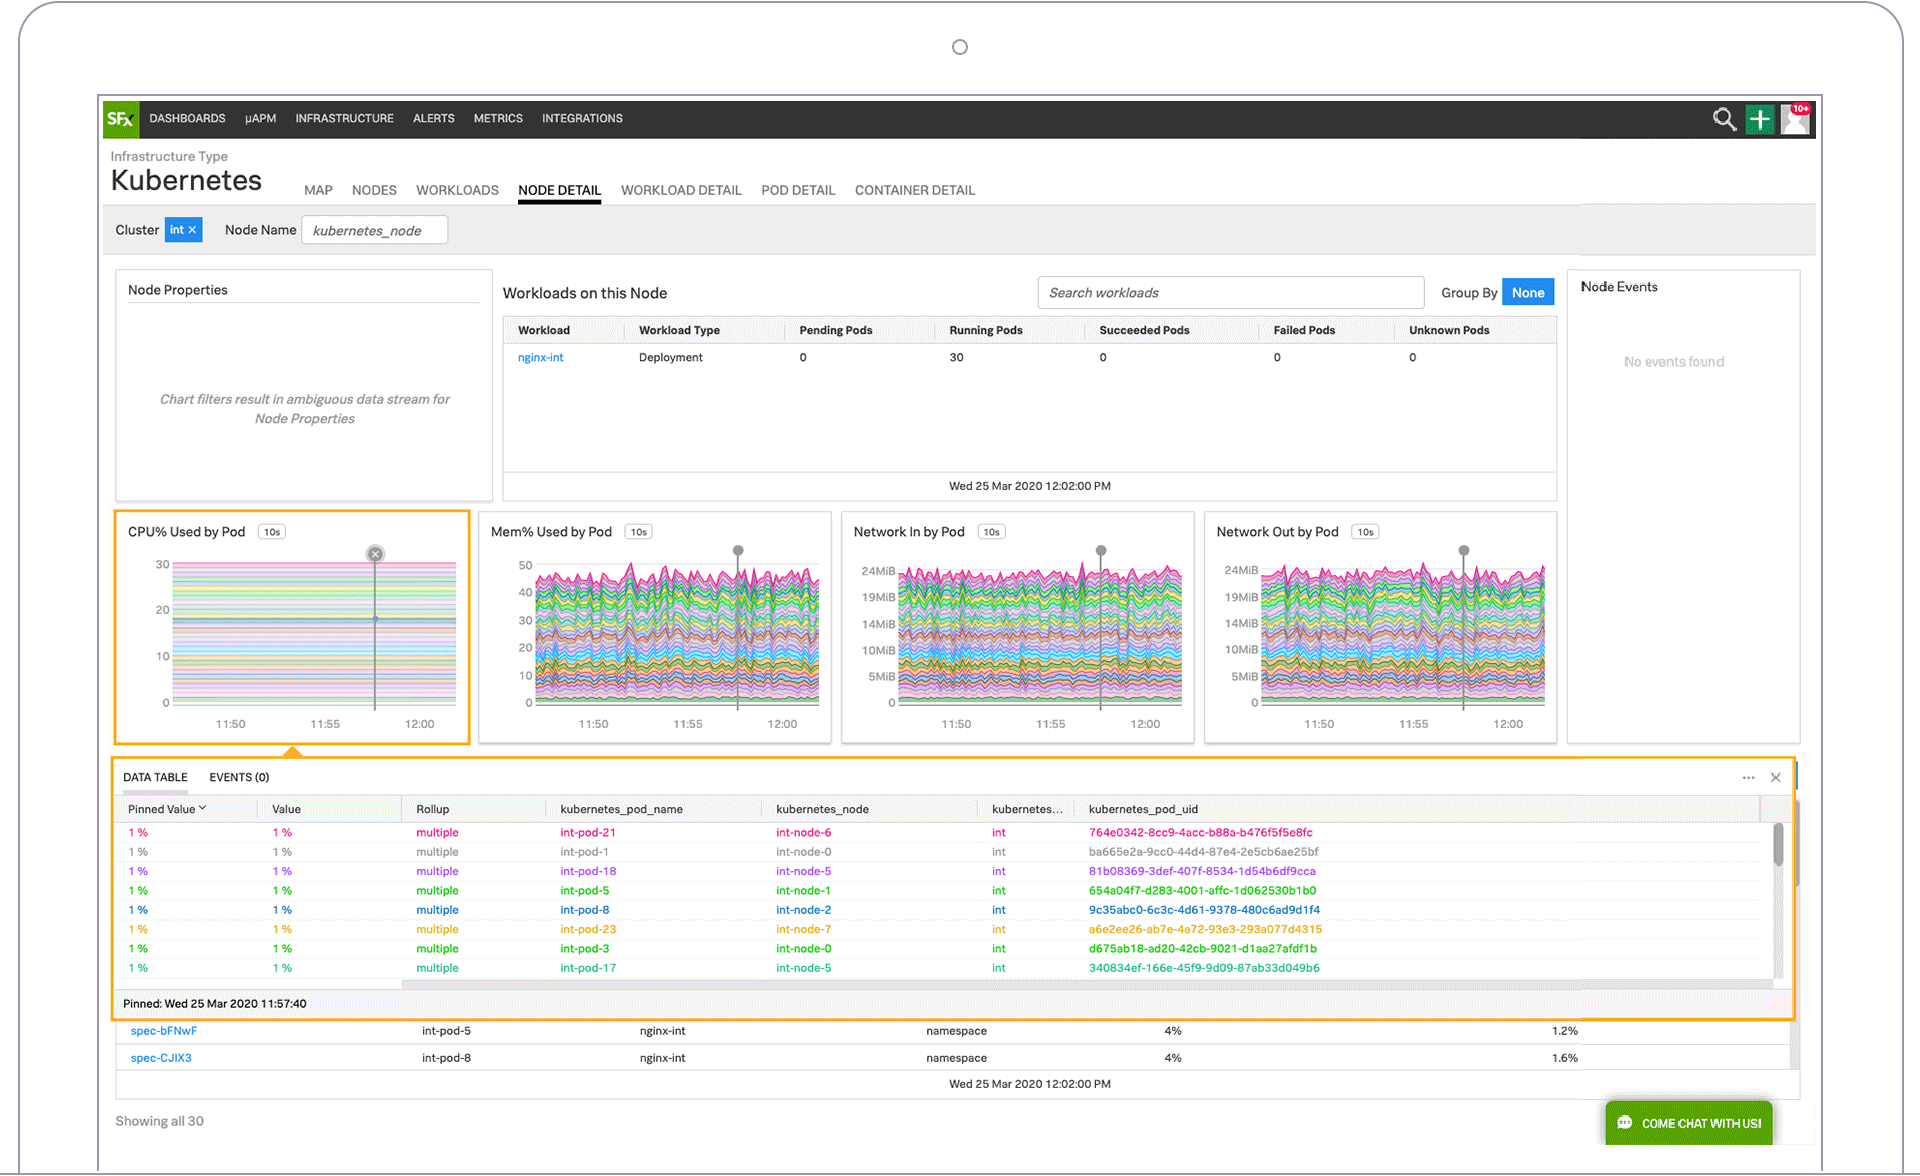 SFx DASHBOARDS µAPM INFRASTRUCTURE ALERTS METRICS INTEGRATIONS 10+
Infrastructure Type
Kubernetes MAP NODES WORKLOADS NODE DETAIL WORKLOAD DETAIL POD DETAIL CONTAINER DETAIL
Cluster int × Node Name kubernetes_node
Node Properties
Chart filters result in ambiguous data stream for
Node Properties
Workloads on this Node Search workloads Group By None
Workload Workload Type Pending Pods Running Pods Succeeded Pods Failed Pods Unknown Pods
nginx-int Deployment 0 30 0 0 0
Wed 25 Mar 2020 12:02:00 PM
Node Events
No events found
CPU% Used by Pod 10s
30
20
10
0
11:50 11:55 12:00
Mem% Used by Pod 10s
50
40
30
20
10
0
11:50 11:55 12:00
Network In by Pod 10s
24MiB
19MiB
14MiB
10MiB
5MiB
0
11:50 11:55 12:00
Network Out by Pod 10s
24MiB
19MiB
14MiB
10MiB
5MiB
0
11:50 11:55 12:00
DATA TABLE EVENTS (0)
Pinned Value Value Rollup kubernetes_pod_name kubernetes_node kubernetes... kubernetes_pod_uid
1 % 1 % multiple int-pod-21 int-node-6 int 764e0342-8cc9-4acc-b88a-b476f5f5e8fc
1 % 1 % multiple int-pod-1 int-node-0 int ba665e2a-9cc0-44d4-87e4-2e5cb6ae25bf
1 % 1 % multiple int-pod-18 int-node-5 int 81b08369-3def-407f-8534-1d54b6df9cca
1 % 1 % multiple int-pod-5 int-node-1 int 654a04f7-d283-4001-affc-1d062530b1b0
1 % 1 % multiple int-pod-8 int-node-2 int 9c35abc0-6c3c-4d61-9378-480c6ad9d1f4
1 % 1 % multiple int-pod-23 int-node-7 int a6e2ee26-ab7e-4a72-93e3-293a077d4315
1 % 1 % multiple int-pod-3 int-node-0 int d675ab18-ad20-42cb-9021-d1aa27afdf1b
1 % 1 % multiple int-pod-17 int-node-5 int 340834ef-166e-45f9-9d09-87ab33d049b6
Pinned: Wed 25 Mar 2020 11:57:40
spec-bFNwF int-pod-5 nginx-int namespace 4% 1.2%
spec-CJIX3 int-pod-8 nginx-int namespace 4% 1.6%
Wed 25 Mar 2020 12:02:00 PM
Showing all 30
COME CHAT WITH US!